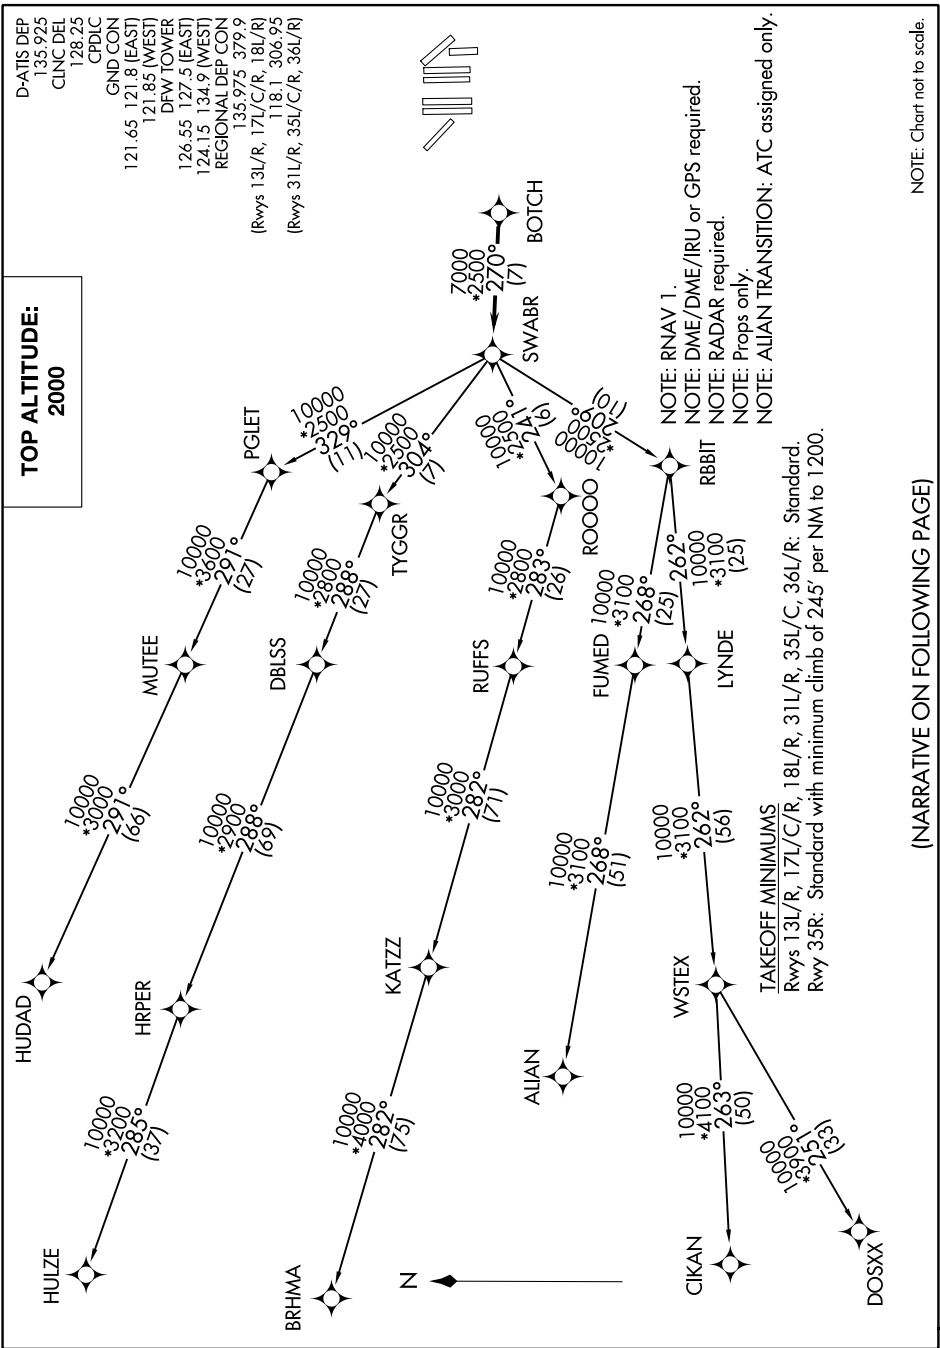 TOP ALTITUDE:
2000
D-ATIS DEP
135.925
CLNC DEL
128.25
CPDLC
GND CON
121.65 121.8 (EAST)
121.85 (WEST)
DFW TOWER
126.55 127.5 (EAST)
124.15 134.9 (WEST)
REGIONAL DEP CON
135.975 379.9
(Rwys 13L/R, 17L/C/R, 18L/R)
118.1 306.95
(Rwys 31L/R, 35L/C/R, 36L/R)
HUDAD
10000
*3000
291°
(66)
MUTEE
10000
*3600
291°
(27)
PGLET
10000
*2500
329°
(11)
HULZE
10000
*3200
285°
(37)
HRPER
10000
*2900
288°
(69)
DBLSS
10000
*2800
288°
(27)
TYGGR
10000
*2500
304°
(7)
SWABR
7000
*2500
270°
(7)
BOTCH
BRHMA
10000
*4000
282°
(75)
KATZZ
10000
*3000
282°
(71)
RUFFS
10000
*2800
283°
(26)
ROOOO
10000
*2500
241°
(9)
N
ALIAN
10000
*3100
268°
(51)
FUMED
10000
*3100
268°
(25)
RBBIT
10000
*2500
209°
(10)
CIKAN
10000
*4100
263°
(50)
WSTEX
10000
*3100
262°
(56)
LYNDE
262°
10000
*3100
(25)
DOSXX
10000
*3900
251°
(33)
NOTE: RNAV 1.
NOTE: DME/DME/IRU or GPS required.
NOTE: RADAR required.
NOTE: Props only.
NOTE: ALIAN TRANSITION: ATC assigned only.
TAKEOFF MINIMUMS
Rwys 13L/R, 17L/C/R, 18L/R, 31L/R, 35L/C, 36L/R: Standard.
Rwy 35R: Standard with minimum climb of 245' per NM to 1200.
NOTE: Chart not to scale.
(NARRATIVE ON FOLLOWING PAGE)